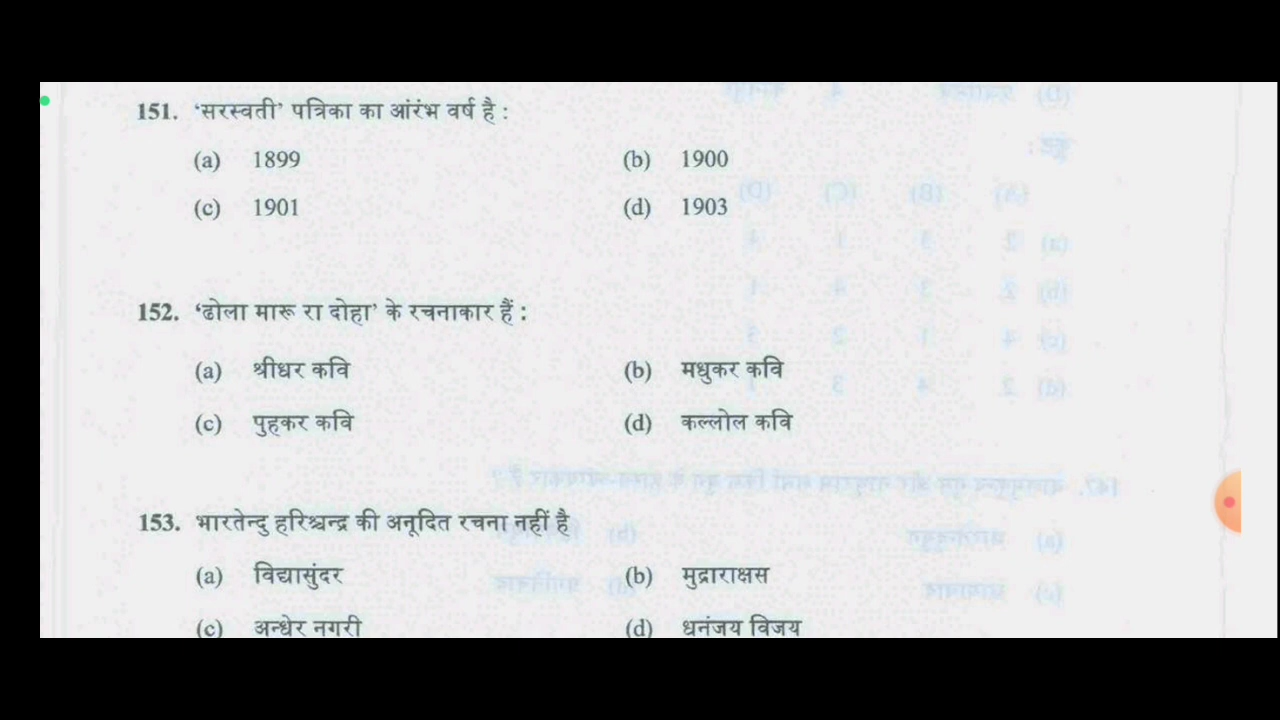 151. ‘सरस्वती’ पत्रिका का आंरंभ वर्ष है :
(a) 1899 (b) 1900
(c) 1901 (d) 1903
152. ‘ढोला मारू रा दोहा’ के रचनाकार हैं :
(a) श्रीधर कवि (b) मधुकर कवि
(c) पुहकर कवि (d) कल्लोल कवि
153. भारतेन्दु हरिश्चन्द्र की अनूदित रचना नहीं है
(a) विद्यासुंदर (b) मुद्राराक्षस
(c) अन्धेर नगरी (d) धनंजय विजय